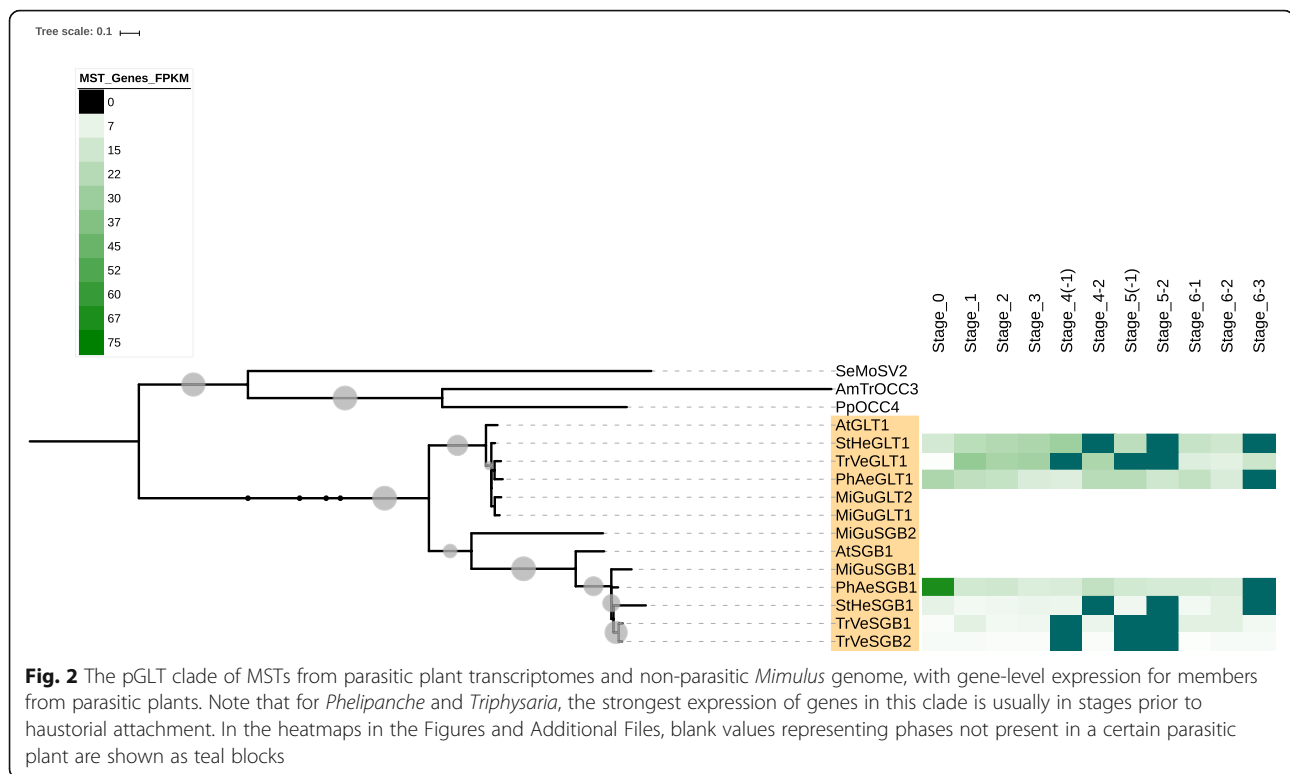 Tree scale: 0.1
MST_Genes_FPKM
0
7
15
22
30
37
45
52
60
67
75
Stage_0
Stage_1
Stage_2
Stage_3
Stage_4(-1)
Stage_4-2
Stage_5(-1)
Stage_5-2
Stage_6-1
Stage_6-2
Stage_6-3
SeMoSV2
AmTrOCC3
PpOCC4
AtGLT1
StHeGLT1
TrVeGLT1
PhAeGLT1
MiGuGLT2
MiGuGLT1
MiGuSGB2
AtSGB1
MiGuSGB1
PhAeSGB1
StHeSGB1
TrVeSGB1
TrVeSGB2
Fig. 2 The pGLT clade of MSTs from parasitic plant transcriptomes and non-parasitic Mimulus genome, with gene-level expression for members
from parasitic plants. Note that for Phelipanche and Triphysaria, the strongest expression of genes in this clade is usually in stages prior to
haustorial attachment. In the heatmaps in the Figures and Additional Files, blank values representing phases not present in a certain parasitic
plant are shown as teal blocks